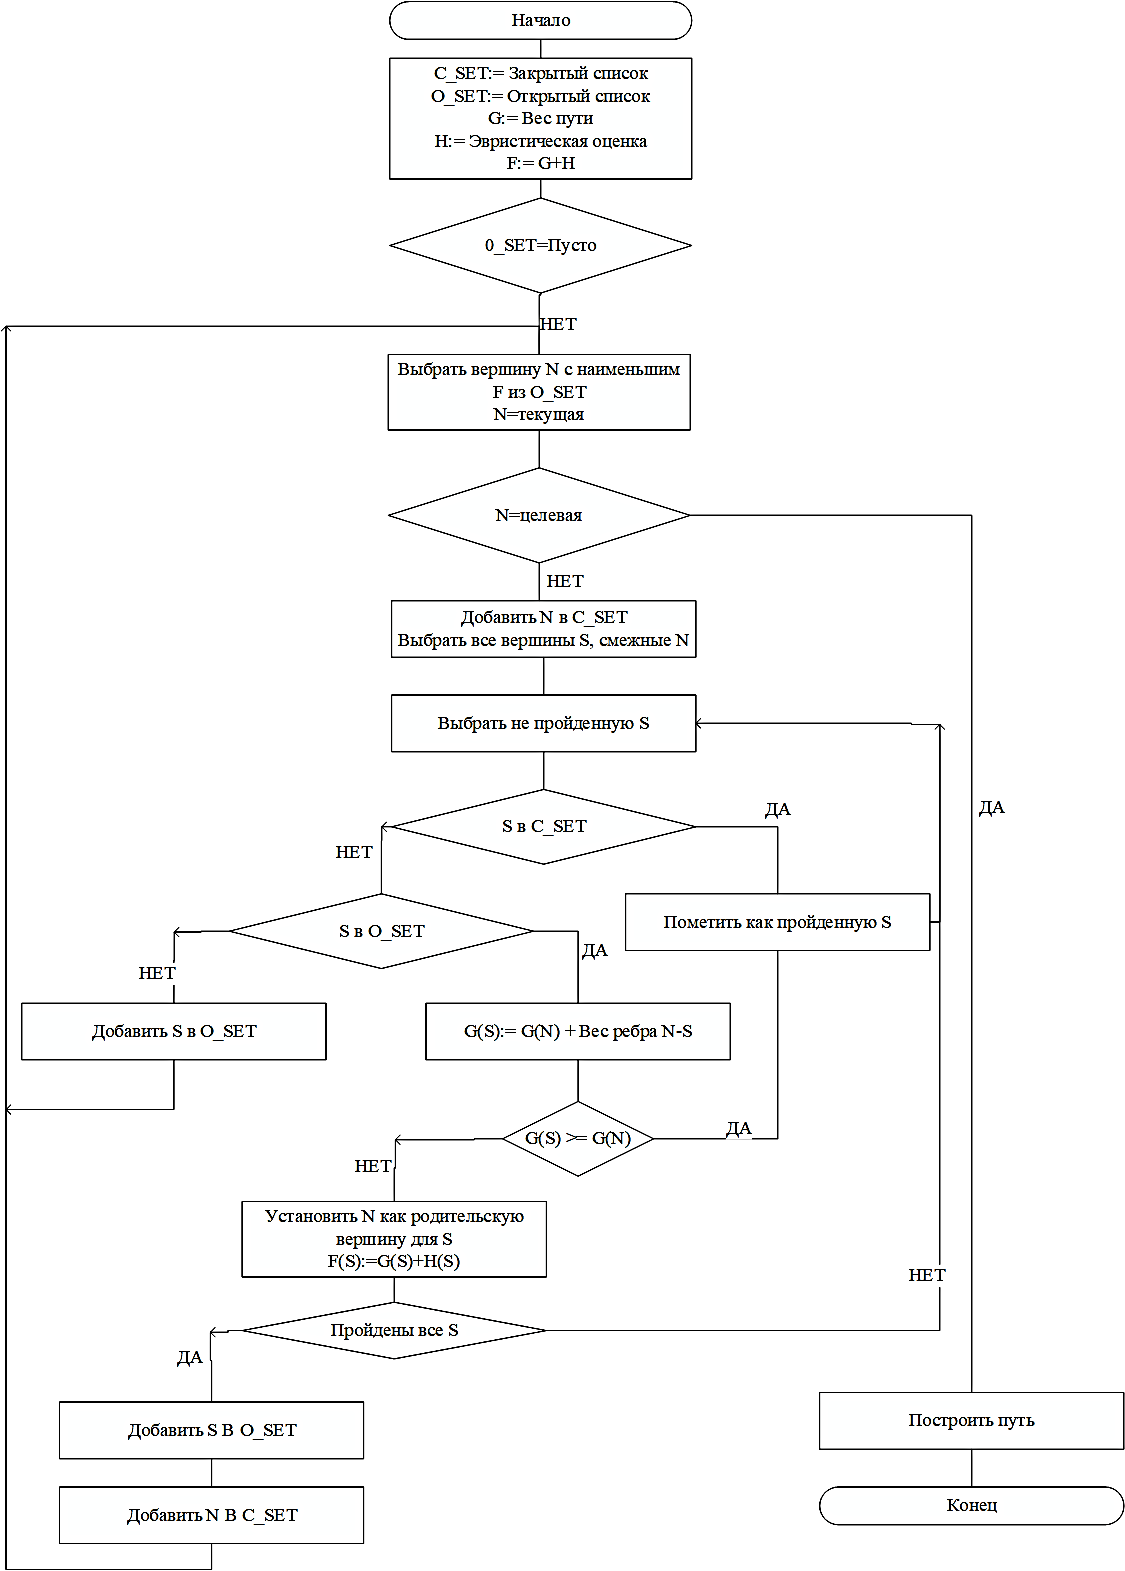 Начало
C_SET:= Закрытый список
O_SET:= Открытый список
G:= Вес пути
H:= Эвристическая оценка
F:= G+H
0_SET=Пусто
НЕТ
Выбрать вершину N с наименьшим
F из O_SET
N=текущая
N=целевая
НЕТ
Добавить N в C_SET
Выбрать все вершины S, смежные N
Выбрать не пройденную S
ДА
ДА
S в C_SET
НЕТ
Пометить как пройденную S
S в O_SET
ДА
НЕТ
Добавить S в O_SET
G(S):= G(N) + Вес ребра N-S
ДА
G(S) >= G(N)
НЕТ
Установить N как родительскую
вершину для S
F(S):=G(S)+H(S)
НЕТ
Пройдены все S
ДА
Построить путь
Добавить S В O_SET
Конец
Добавить N В C_SET